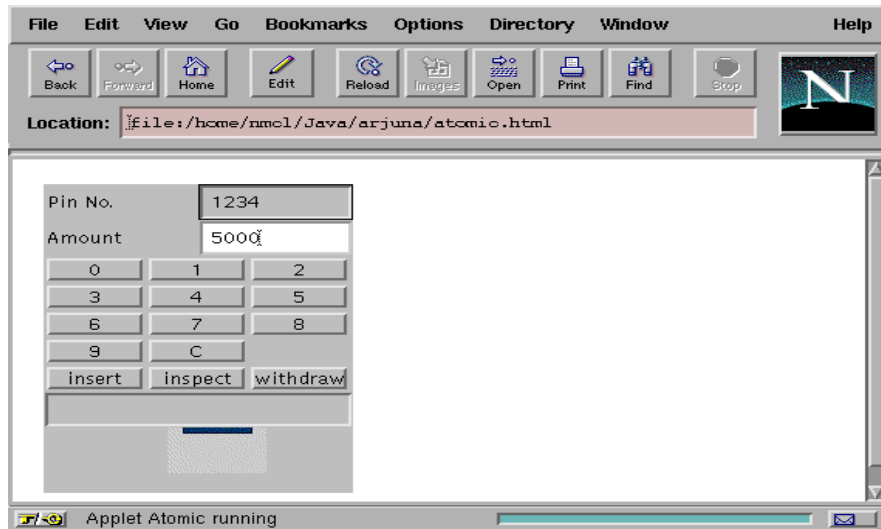 File Edit View Go Bookmarks Options Directory Window Help
Back Forward Home Edit Reload Images Open Print Find Stop
N
Location: file:/home/nmcl/Java/arjuna/atomic.html
Pin No. 1234
Amount 5000
0 1 2
3 4 5
6 7 8
9 C
insert inspect withdraw
Applet Atomic running